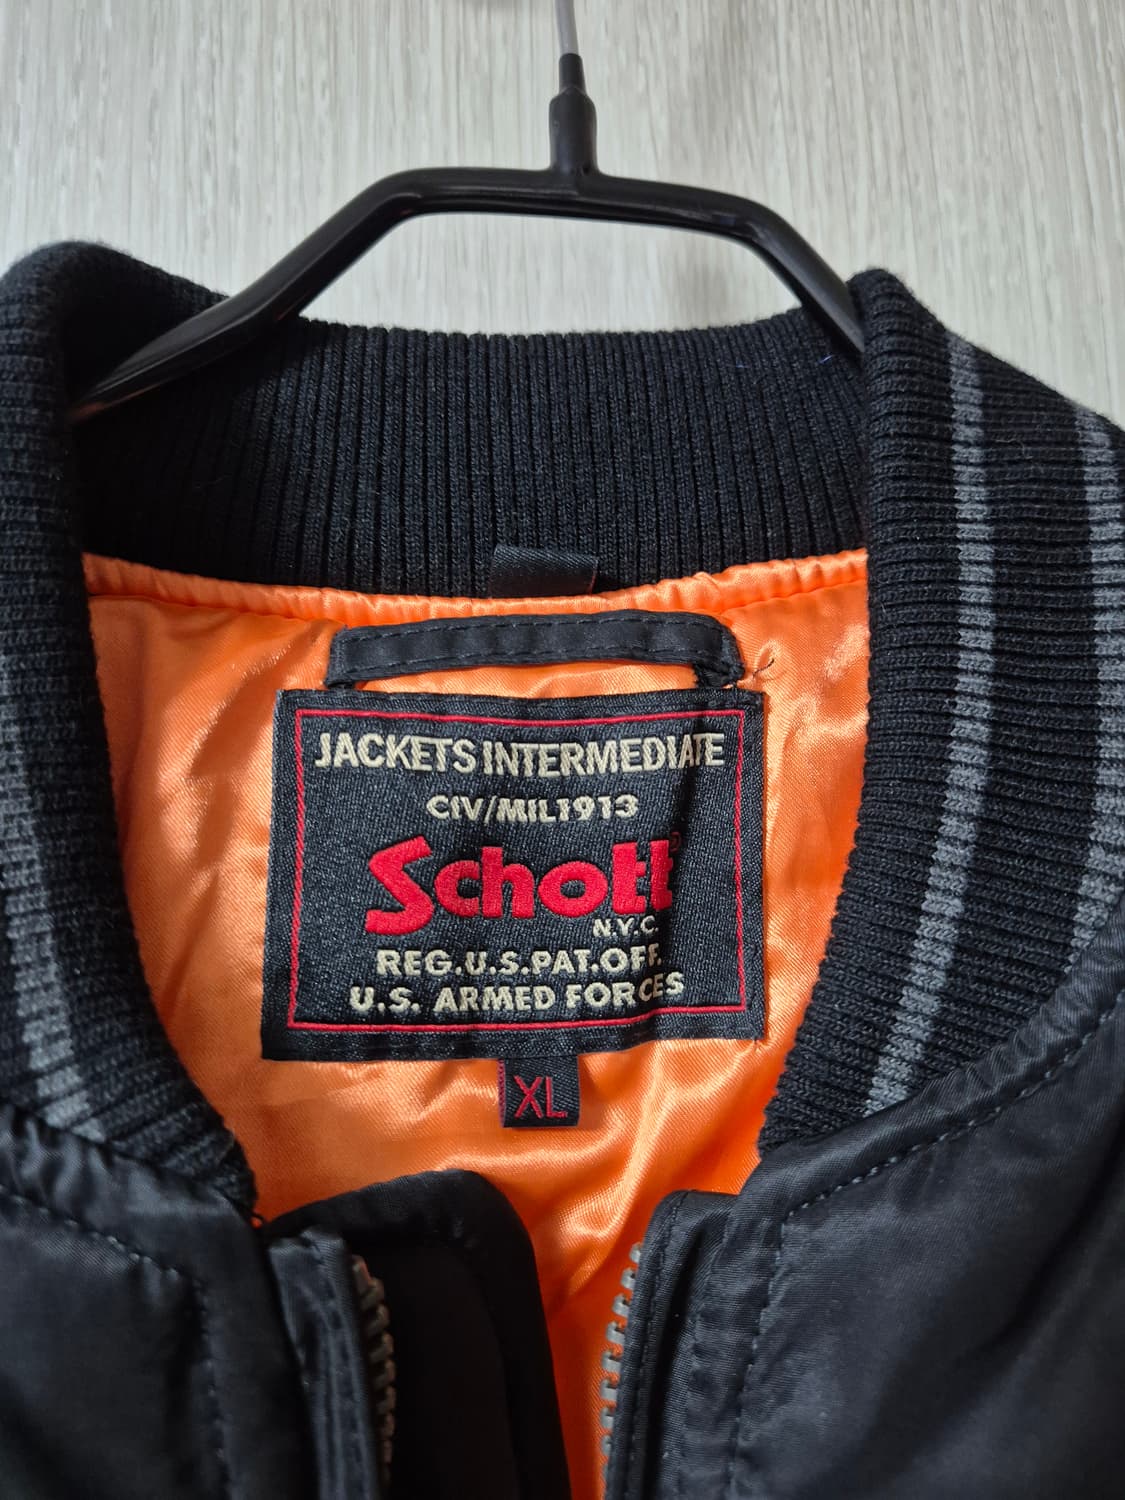 JACKETS INTERMEDIATE
CIV/MIL1913
Schott
N.Y.C.
REG.U.S.PAT.OFF.
U.S. ARMED FORCES
XL